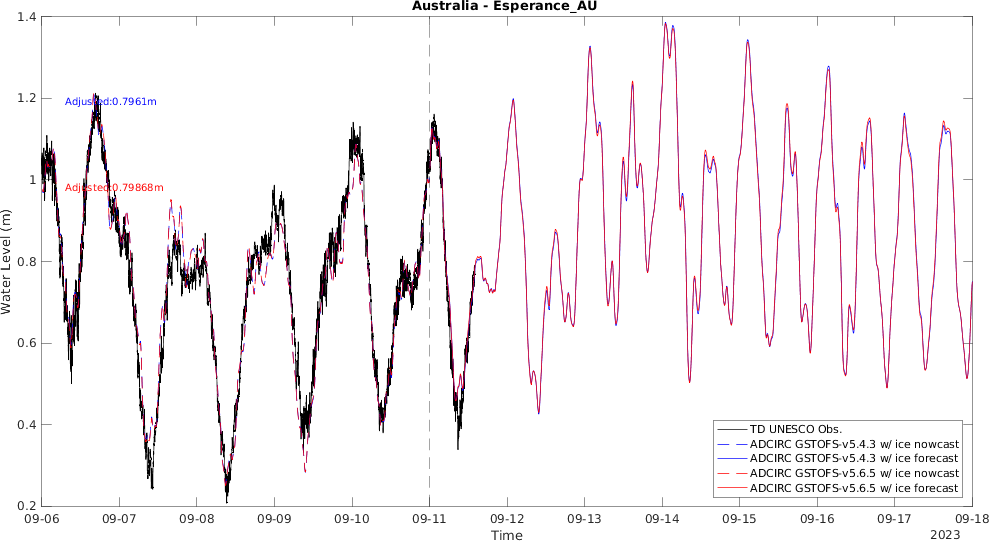 Australia - Esperance_AU
1.4
1.2
1
0.8
0.6
0.4
0.2
Water Level (m)
Adjusted:0.7961m
Adjusted:0.79868m
TD UNESCO Obs.
ADCIRC GSTOFS-v5.4.3 w/ ice nowcast
ADCIRC GSTOFS-v5.4.3 w/ ice forecast
ADCIRC GSTOFS-v5.6.5 w/ ice nowcast
ADCIRC GSTOFS-v5.6.5 w/ ice forecast
09-06 09-07 09-08 09-09 09-10 09-11 09-12 09-13 09-14 09-15 09-16 09-17 09-18
Time
2023